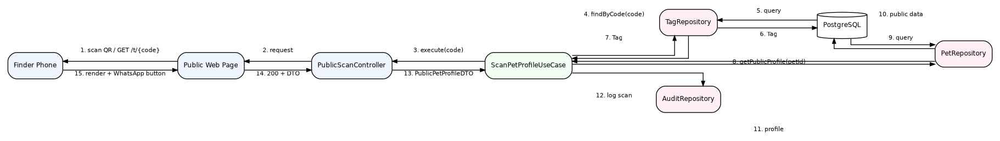 4. findByCode(code)
5. query
10. public data
TagRepository
PostgreSQL
7. Tag
6. Tag
9. query
1. scan QR / GET /t/{code}
2. request
3. execute(code)
PetRepository
Finder Phone
Public Web Page
PublicScanController
ScanPetProfileUseCase
8. getPublicProfile(petId)
15. render + WhatsApp button
14. 200 + DTO
13. PublicPetProfileDTO
12. log scan
AuditRepository
11. profile